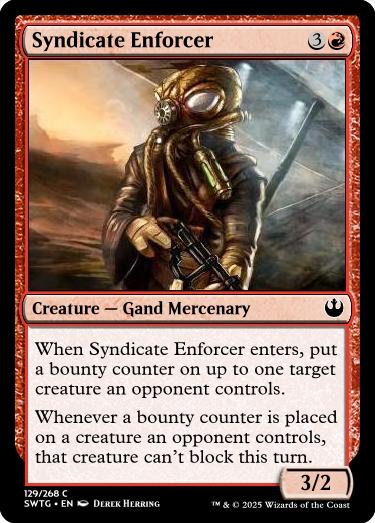 Syndicate Enforcer 3
Creature — Gand Mercenary
When Syndicate Enforcer enters, put
a bounty counter on up to one target
creature an opponent controls.
Whenever a bounty counter is placed
on a creature an opponent controls,
that creature can't block this turn.
3/2
129/268 C
SWTG • EN DEREK HERRING
™ & © 2025 Wizards of the Coast